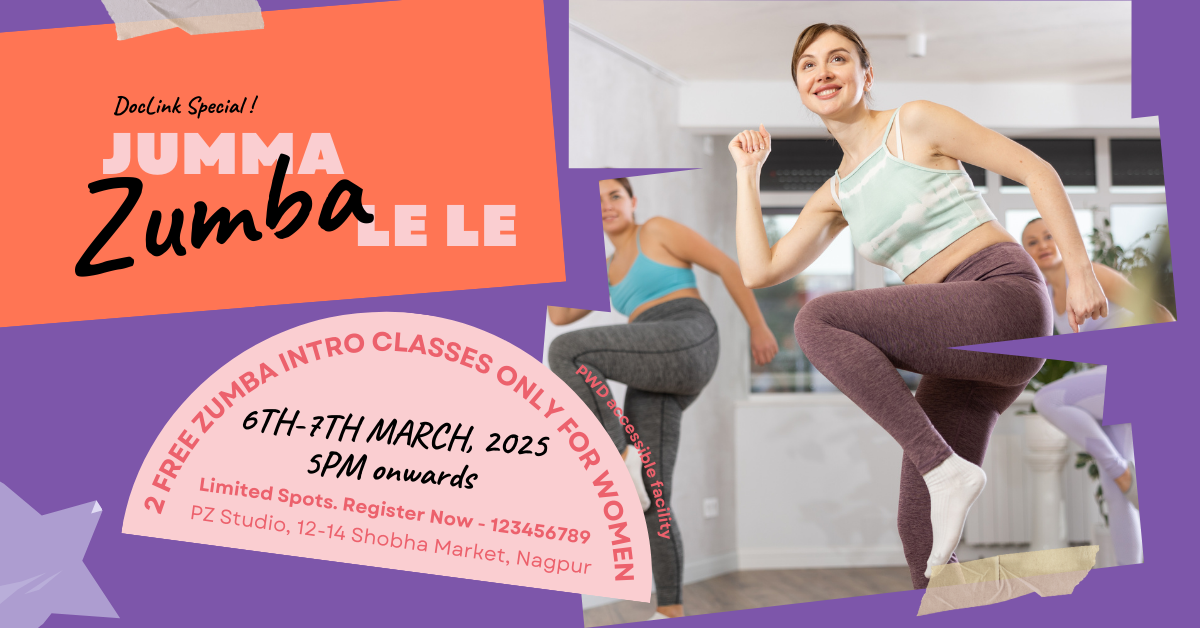 DocLink Special !
JUMMA
Zumba
LE LE
2 FREE ZUMBA INTRO CLASSES ONLY FOR WOMEN
6TH-7TH MARCH, 2025
5PM onwards
Limited Spots. Register Now - 123456789
PZ Studio, 12-14 Shobha Market, Nagpur
PWD accessible facility